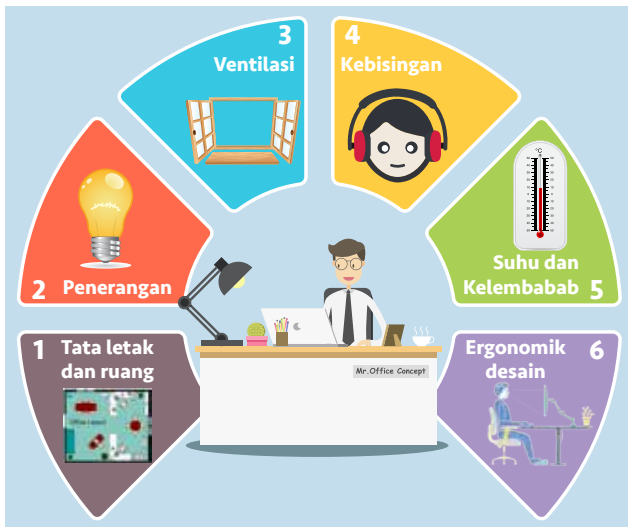 1
Tata letak
dan ruang
2
Penerangan
3
Ventilasi
4
Kebisingan
°C
Suhu dan
Kelembabab
5
Ergonomik
desain
6
Mr.Office Concept